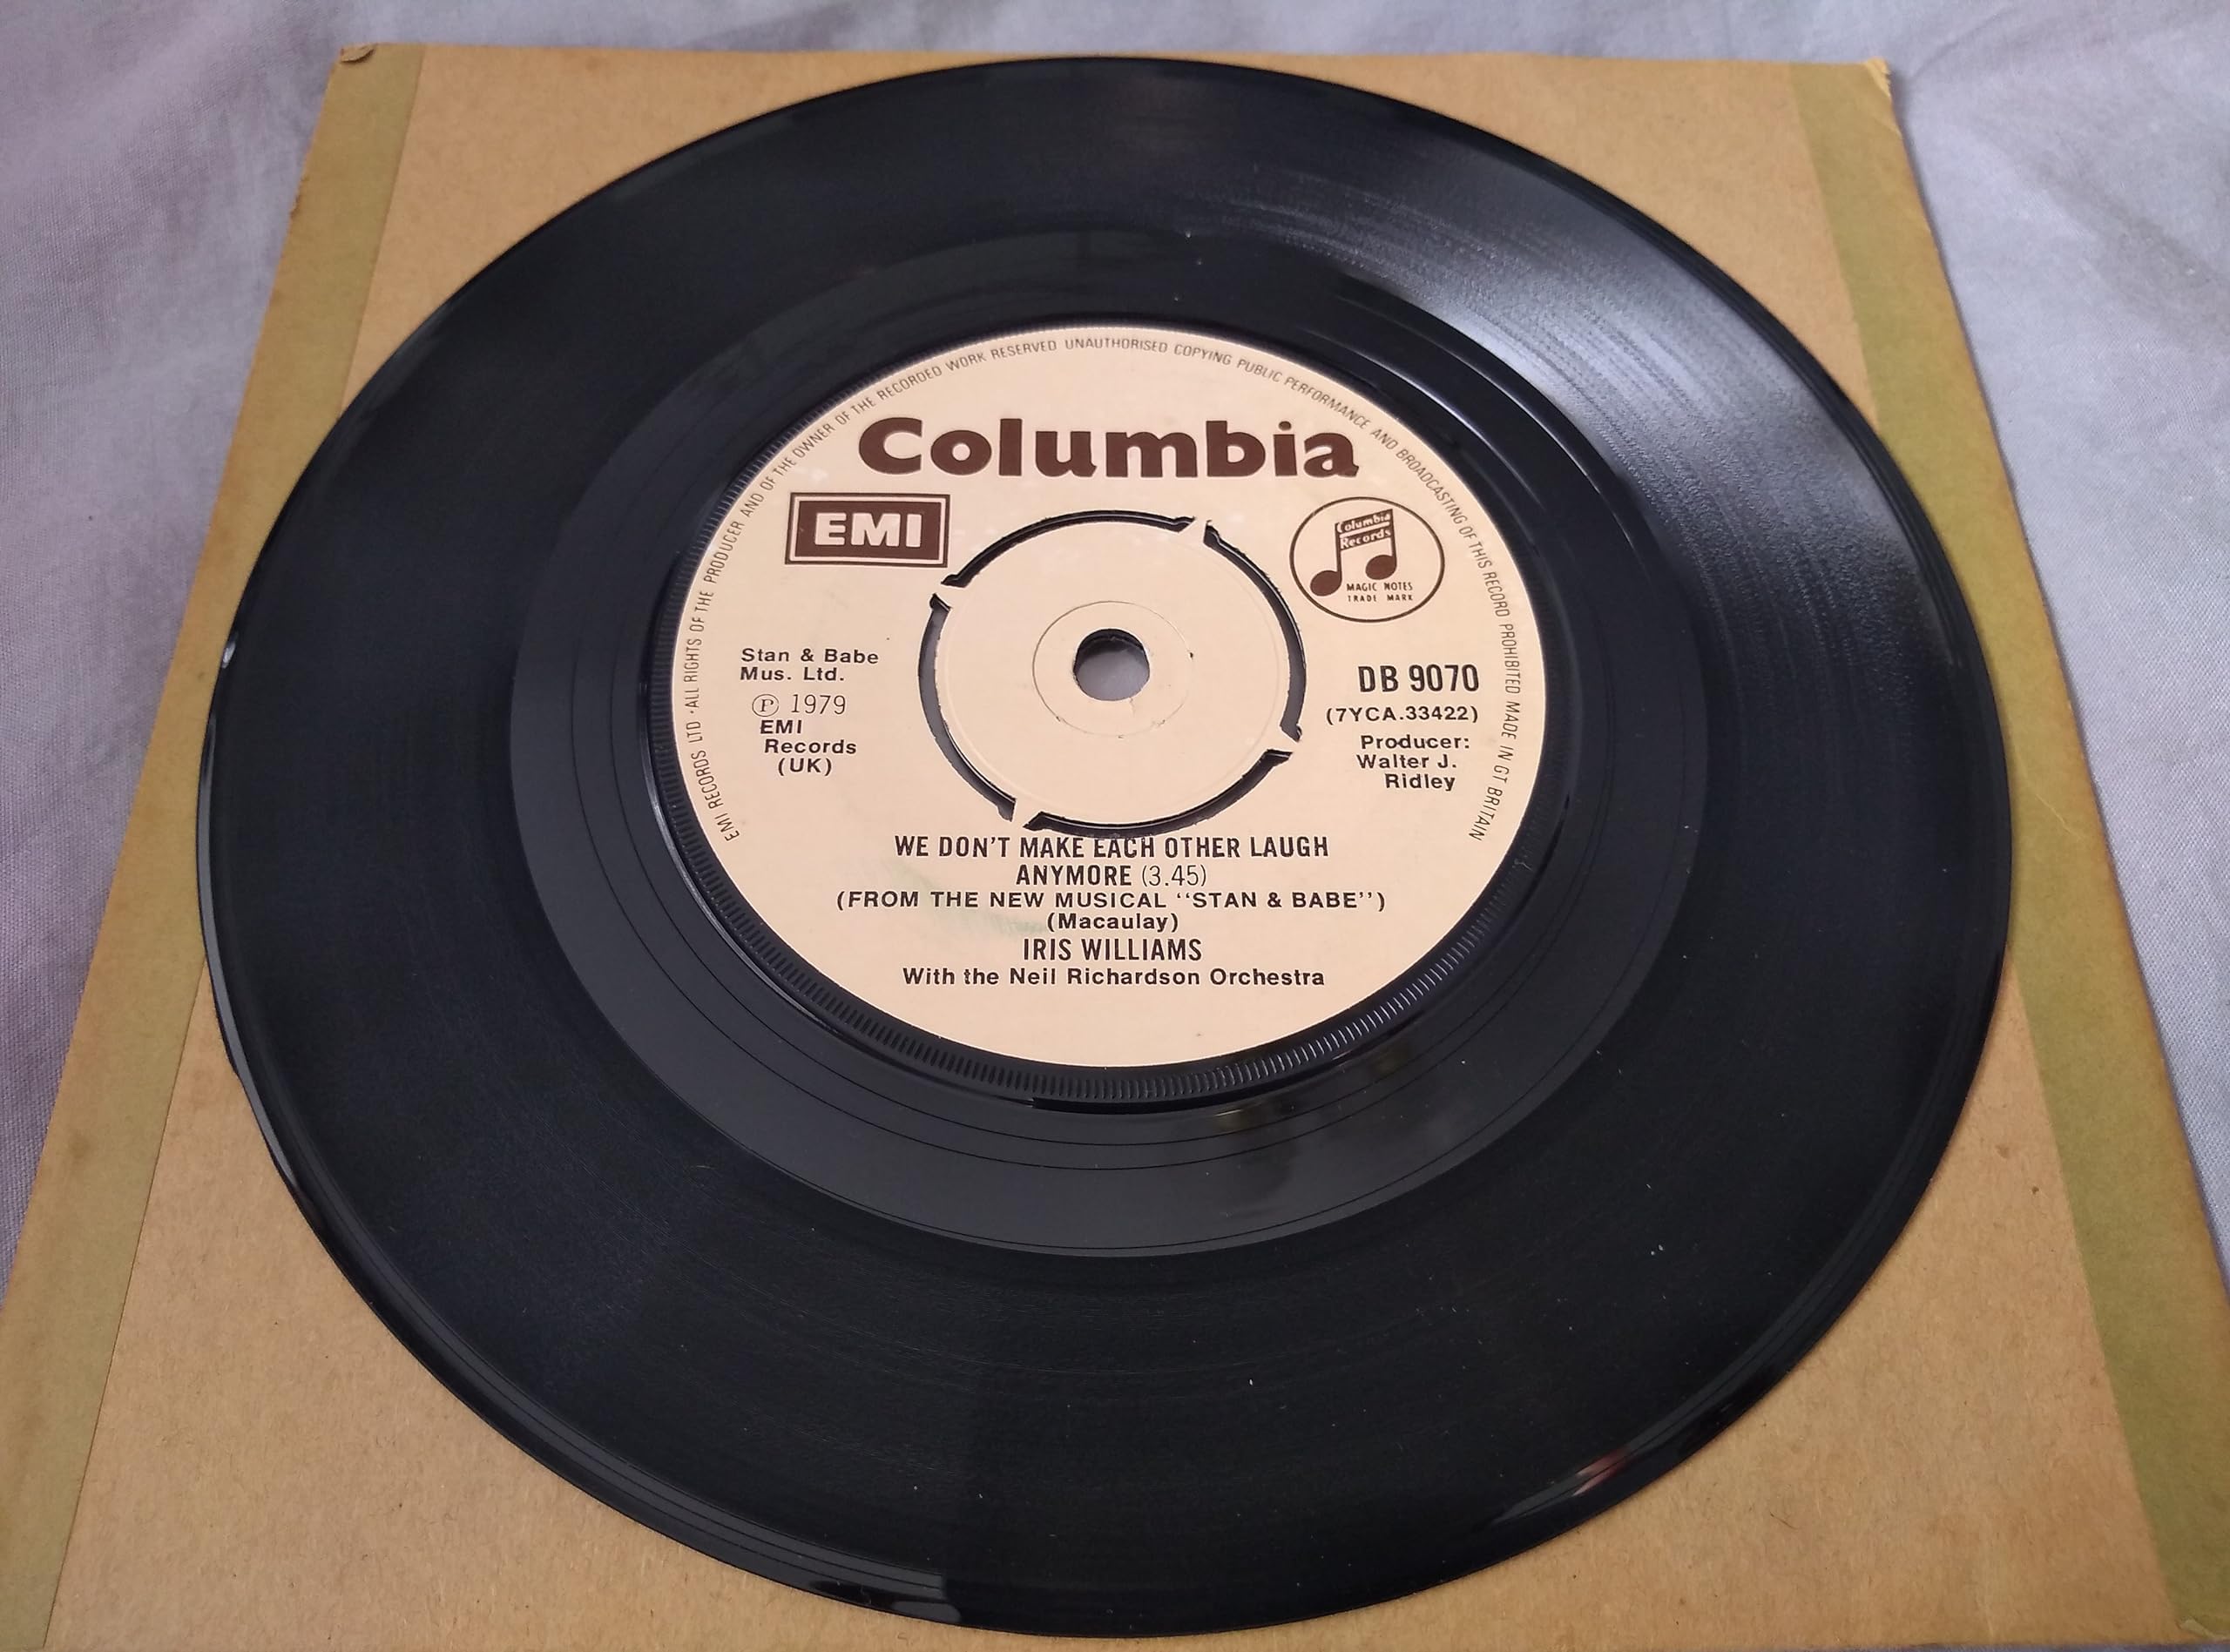 EMI RECORDS LTD · ALL RIGHTS OF THE PRODUCER AND OF THE OWNER OF THE RECORDED WORK RESERVED UNAUTHORISED COPYING PUBLIC PERFORMANCE AND BROADCASTING OF THIS RECORD PROHIBITED MADE IN GT BRITAIN
Columbia
EMI
Columbia
Records
MAGIC NOTES
TRADE MARK
Stan & Babe
Mus. Ltd.
Ⓟ 1979
EMI
Records
(UK)
DB 9070
(7YCA.33422)
Producer:
Walter J.
Ridley
WE DON'T MAKE EACH OTHER LAUGH
ANYMORE (3.45)
(FROM THE NEW MUSICAL "STAN & BABE")
(Macaulay)
IRIS WILLIAMS
With the Neil Richardson Orchestra